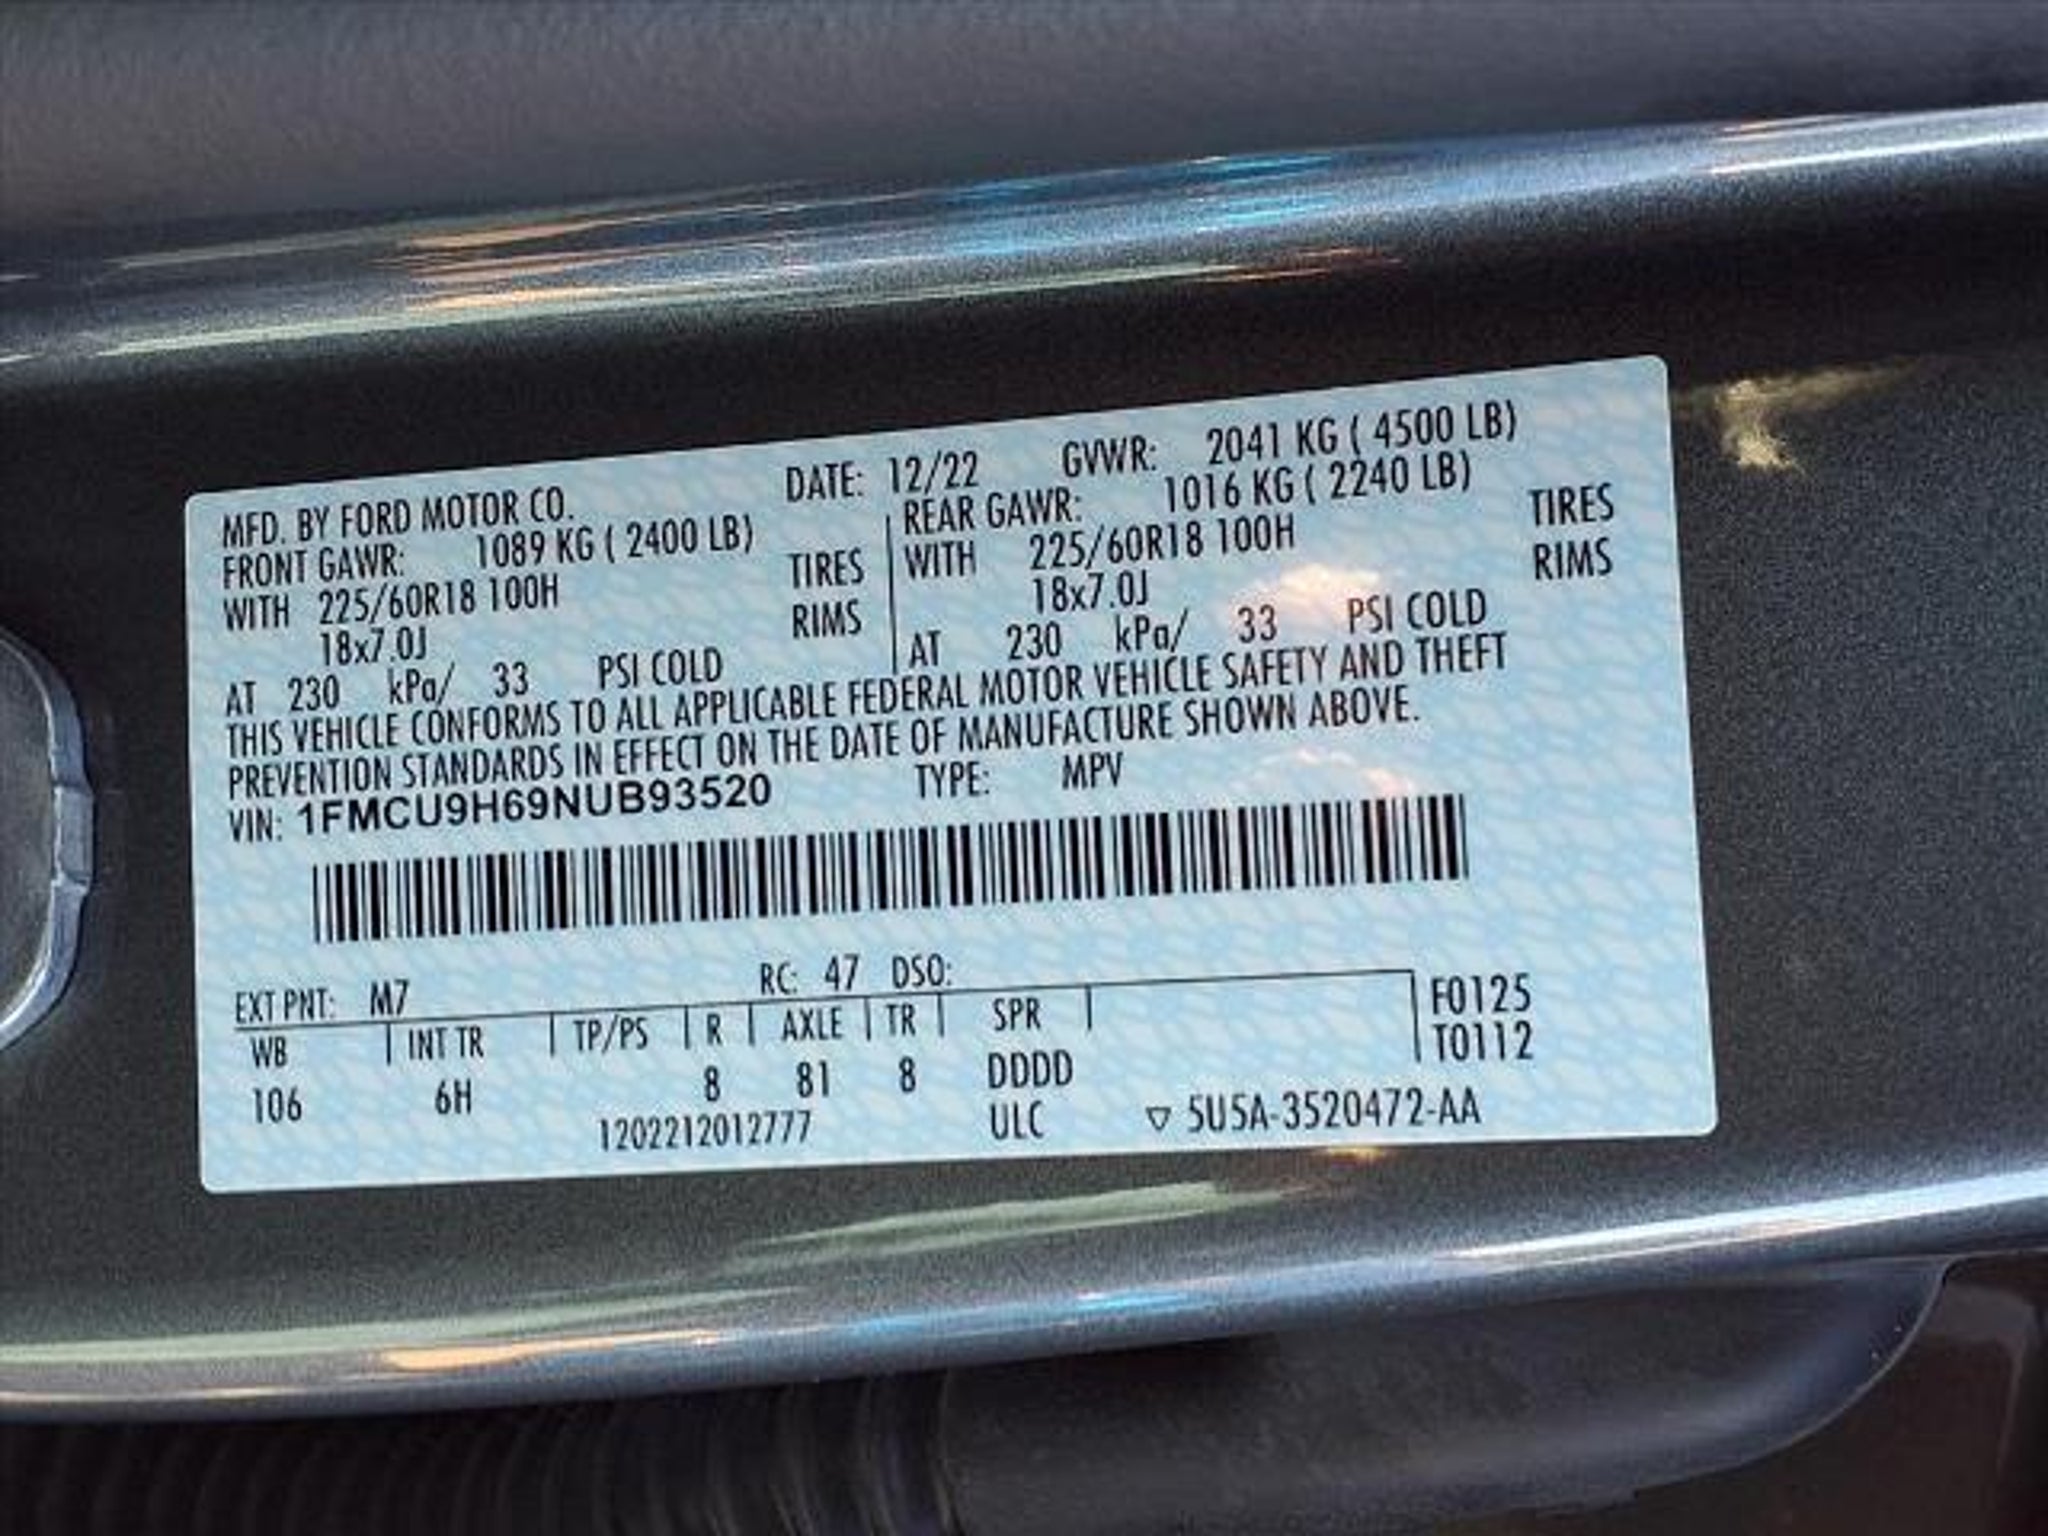 MFD. BY FORD MOTOR CO. DATE: 12/22 GVWR: 2041 KG ( 4500 LB)
FRONT GAWR: 1089 KG ( 2400 LB) REAR GAWR: 1016 KG ( 2240 LB)
WITH 225/60R18 100H TIRES WITH 225/60R18 100H TIRES
18x7.0J RIMS 18x7.0J RIMS
AT 230 kPa/ 33 PSI COLD AT 230 kPa/ 33 PSI COLD
THIS VEHICLE CONFORMS TO ALL APPLICABLE FEDERAL MOTOR VEHICLE SAFETY AND THEFT
PREVENTION STANDARDS IN EFFECT ON THE DATE OF MANUFACTURE SHOWN ABOVE.
VIN: 1FMCU9H69NUB93520 TYPE: MPV
EXT PNT: M7 RC: 47 DSO:
WB INT TR TP/PS R AXLE TR SPR F0125
T0112
106 6H 8 81 8 DDDD
1202212012777 ULC ▽ 5U5A-3520472-AA